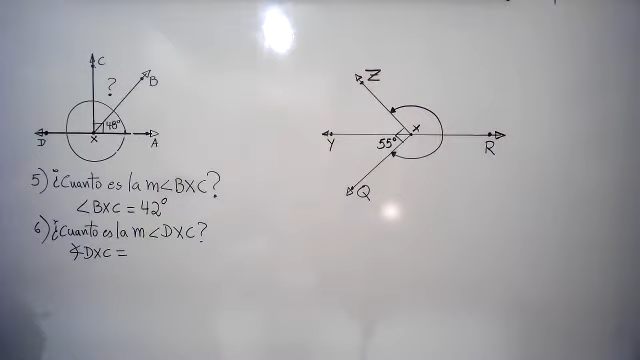 C
?
B
48°
D
X
A
5) ¿Cuanto es la m∠BXC?
∠BXC = 42°
6) ¿Cuanto es la m∠DXC?
∡DXC =
Z
X
Y
55°
R
Q